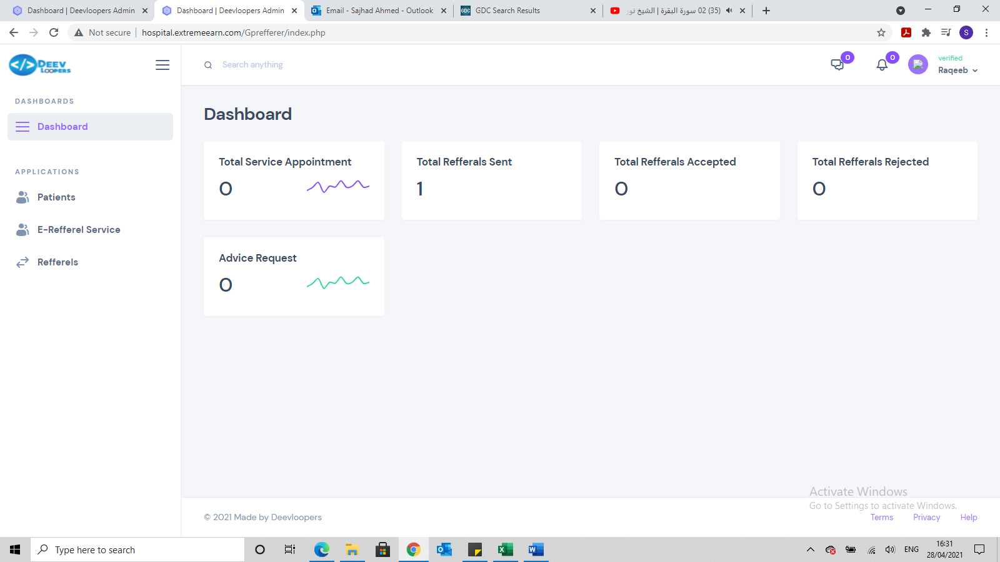 Dashboard | Deevloopers Admin
Dashboard | Deevloopers Admin
Email - Sajhad Ahmed - Outlook
GDC GDC Search Results
(35) 02 سورة البقرة | الشيخ نور
Not secure
hospital.extremeearn.com/Gprefferer/index.php
S
</> DEEV
LOOPERS
Search anything
0
0
verified
Raqeeb
DASHBOARDS
Dashboard
APPLICATIONS
Patients
E-Refferel Service
Refferels
Dashboard
Total Service Appointment
0
Total Refferals Sent
1
Total Refferals Accepted
0
Total Refferals Rejected
0
Advice Request
0
Activate Windows
Go to Settings to activate Windows.
© 2021 Made by Deevloopers
Terms
Privacy
Help
Type here to search
ENG
16:31
28/04/2021